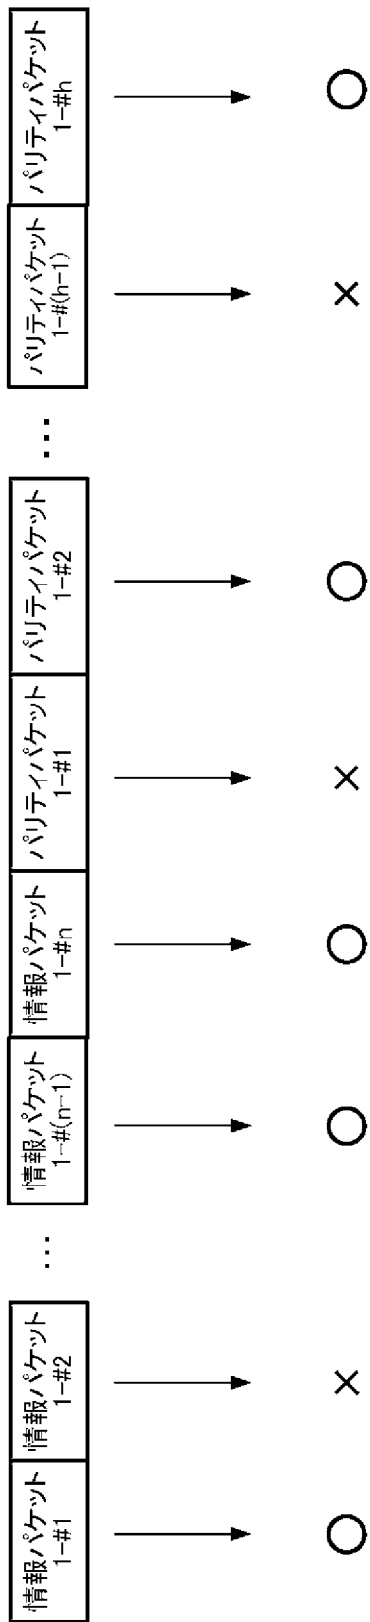 情報パケット
1-#1
情報パケット
1-#2
…
情報パケット
1-#(n-1)
情報パケット
1-#n
パリティパケット
1-#1
パリティパケット
1-#2
…
パリティパケット
1-#(h-1)
パリティパケット
1-#h
○
×
○
○
×
○
×
○